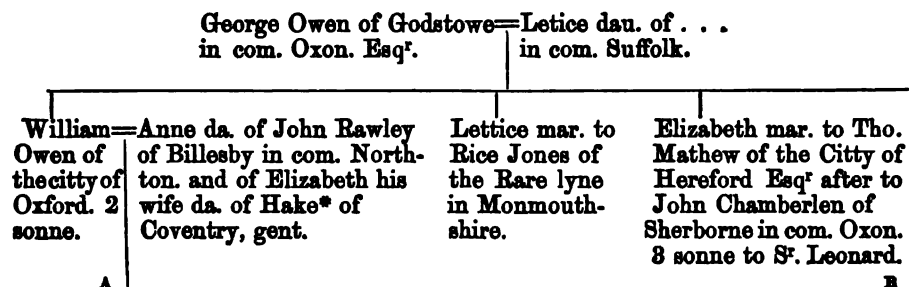 George Owen of Godstowe=Letice dau. of . . .
in com. Oxon. Esqʳ.
in com. Suffolk.
William=Anne da. of John Rawley
Owen of
of Billesby in com. North-
the citty of
ton. and of Elizabeth his
Oxford. 2
wife da. of Hake* of
sonne.
Coventry, gent.
Lettice mar. to
Rice Jones of
the Rare lyne
in Monmouth-
shire.
Elizabeth mar. to Tho.
Mathew of the Citty of
Hereford Esqʳ after to
John Chamberlen of
Sherborne in com. Oxon.
3 sonne to Sʳ. Leonard.
A
B